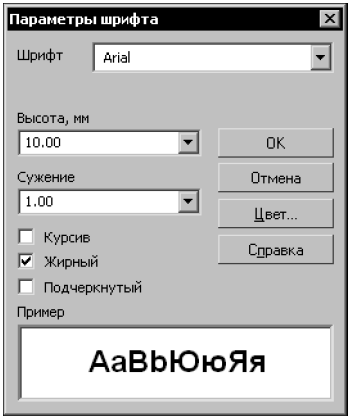 Параметры шрифта
Шрифт Arial
Высота, мм
10.00 OK
Сужение Отмена
1.00 Цвет...
Курсив Справка
Жирный
Подчеркнутый
Пример
АаВbЮюЯя